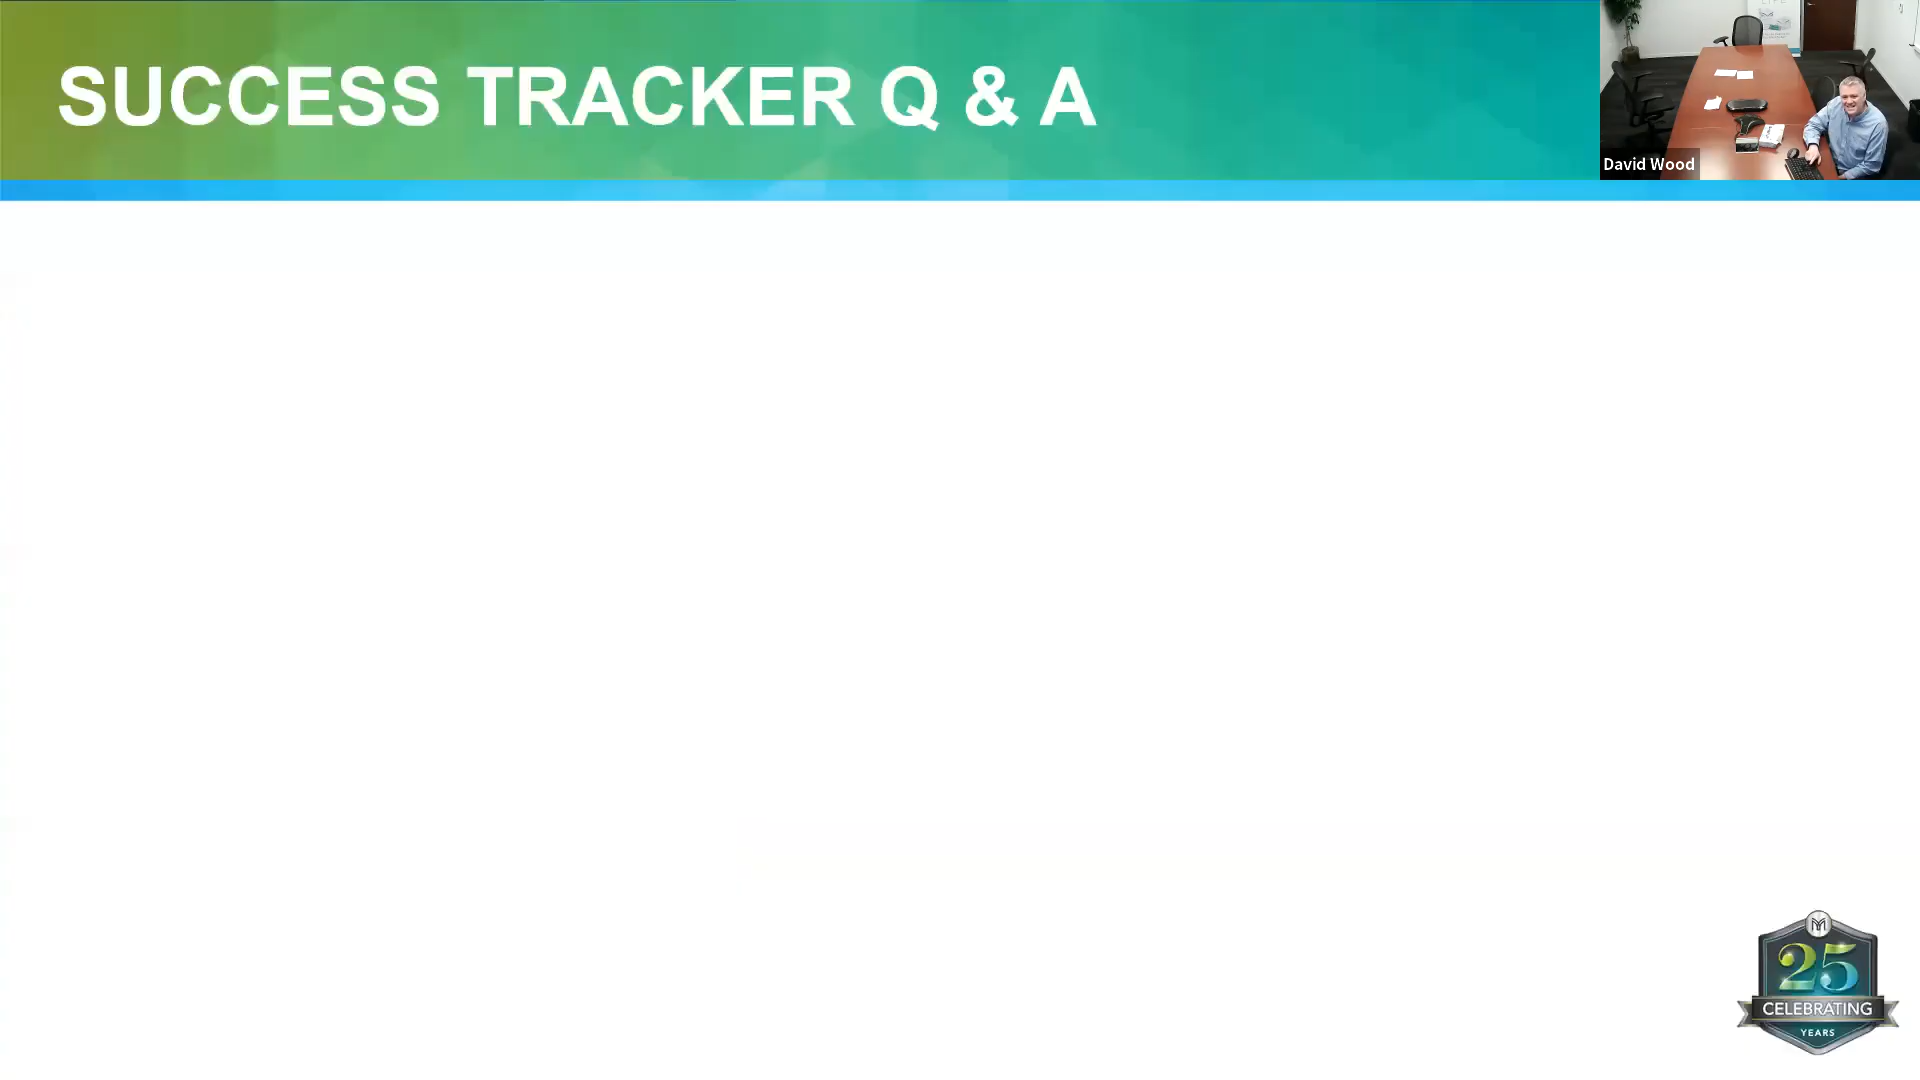 SUCCESS TRACKER Q & A
David Wood
25
CELEBRATING
YEARS